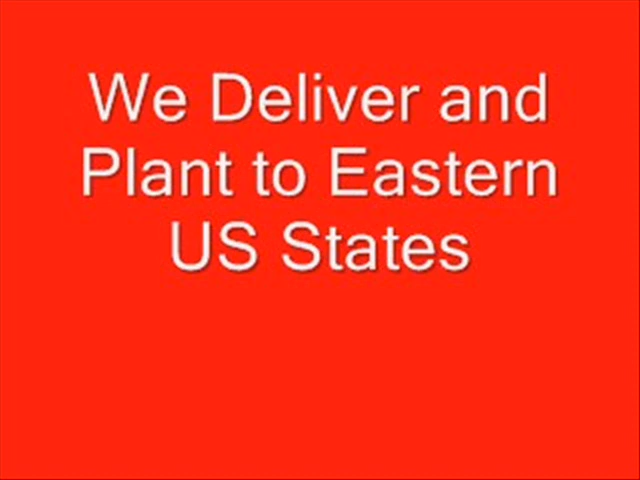 We Deliver and
Plant to Eastern
US States